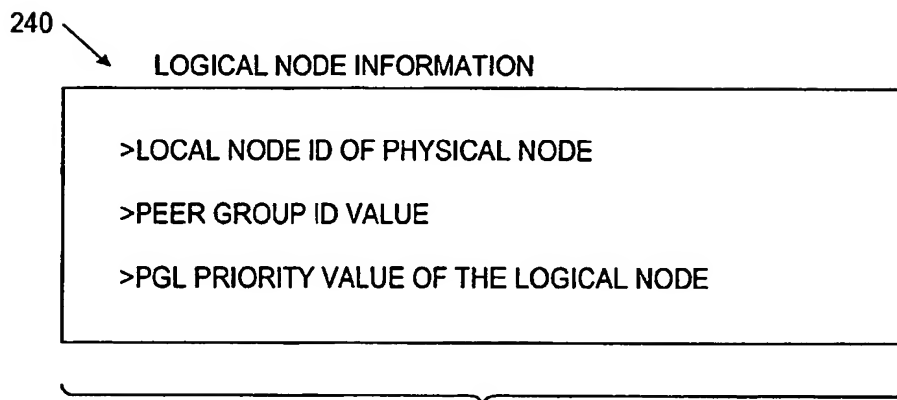 240
LOGICAL NODE INFORMATION
>LOCAL NODE ID OF PHYSICAL NODE
>PEER GROUP ID VALUE
>PGL PRIORITY VALUE OF THE LOGICAL NODE